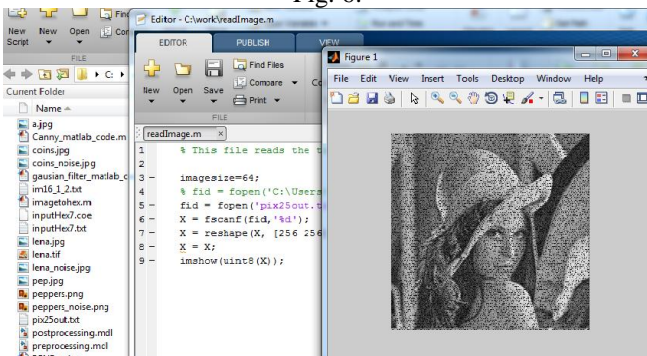 Fig. 6.
Editor - C:\work\readImage.m
New Script
New
Open
FILE
C:
Current Folder
Name
a.jpg
Canny_matlab_code.m
coins.jpg
coins_noise.jpg
gausian_filter_matlab_c
im16_1_2.txt
imagetohex.m
inputHex7.coe
inputHex7.txt
lena.jpg
lena.tif
lena_noise.jpg
pep.jpg
peppers.png
peppers_noise.png
pix25out.txt
postprocessing.mdl
preprocessing.mcl
EDITOR
PUBLISH
VIEW
New
Open
Save
Find Files
Compare
Print
FILE
readImage.m
1 % This file reads the t
2
3 - imagesize=64;
4 % fid = fopen('C:\Users
5 - fid = fopen('pix25out.t
6 - X = fscanf(fid,'%d');
7 - X = reshape(X, [256 256
8 - X = X;
9 - imshow(uint8(X));
Figure 1
File Edit View Insert Tools Desktop Window Help